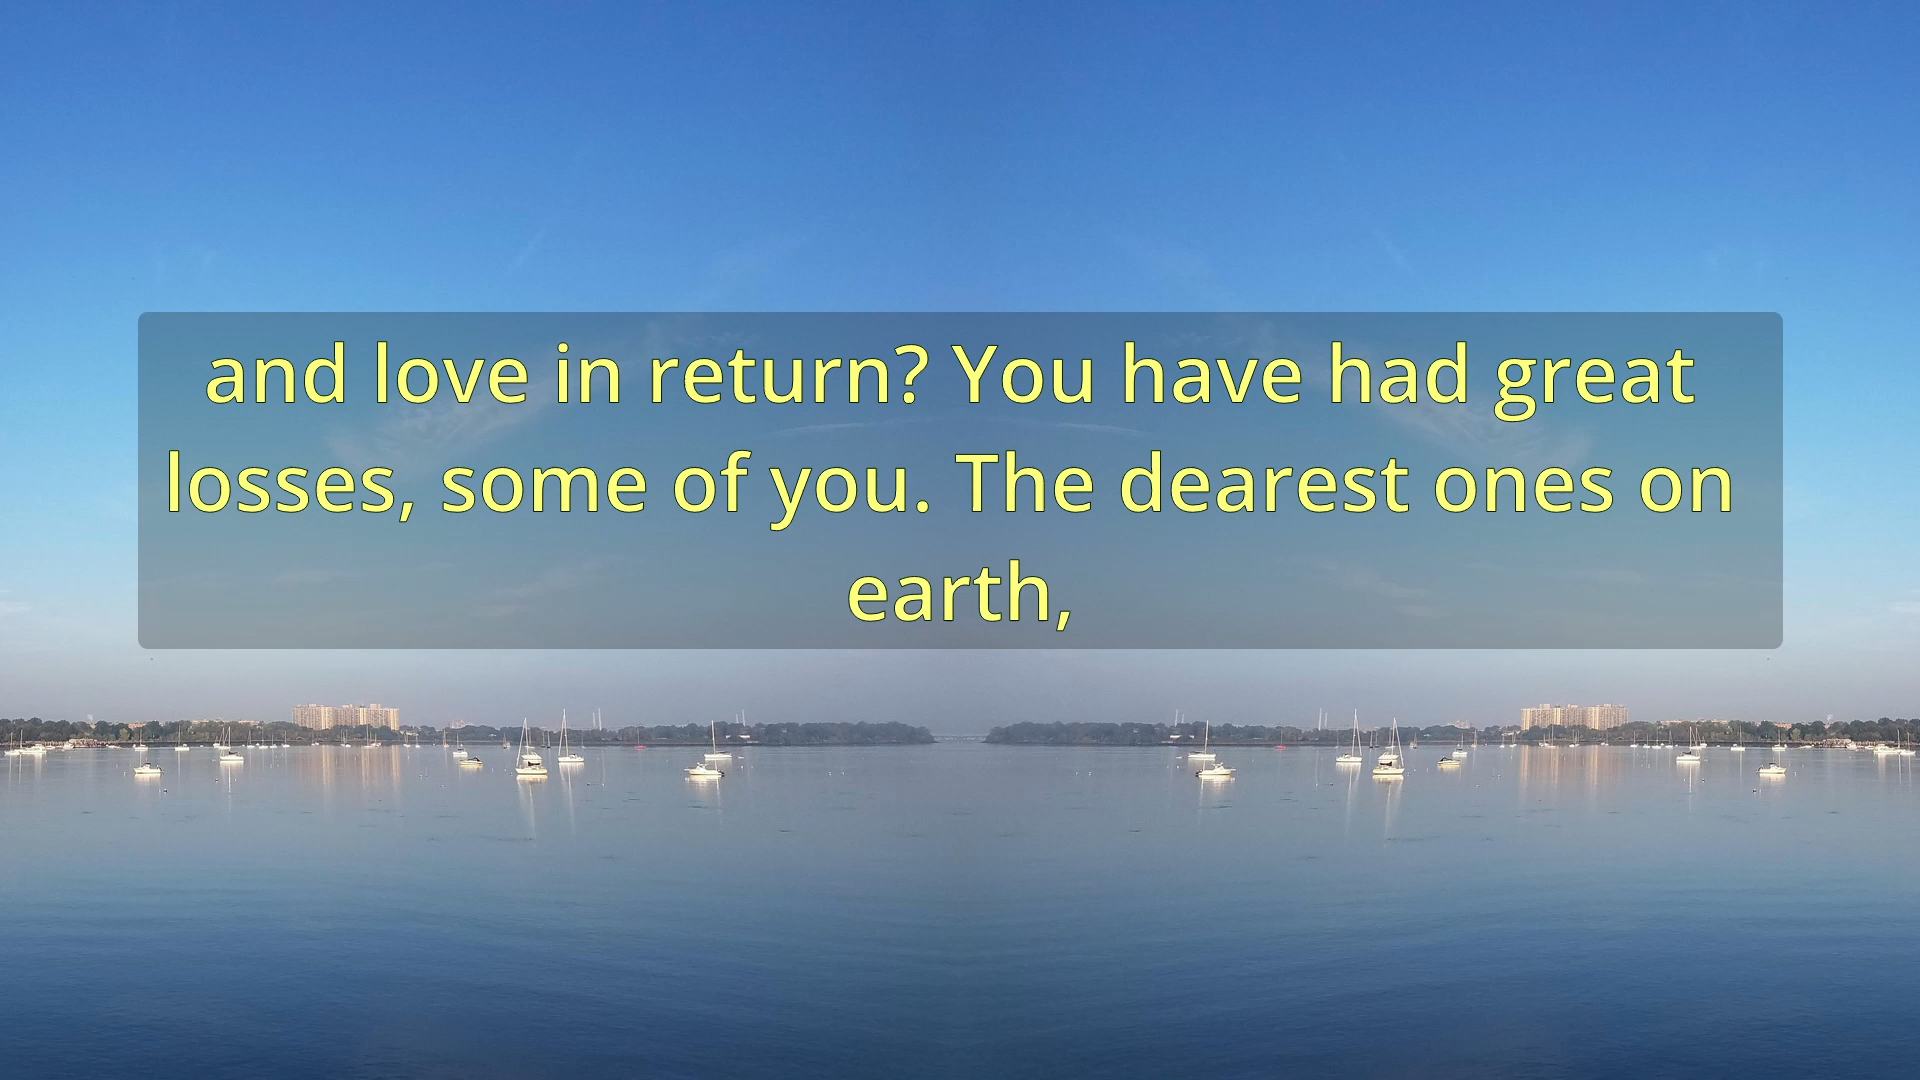 and love in return? You have had great
losses, some of you. The dearest ones on
earth,